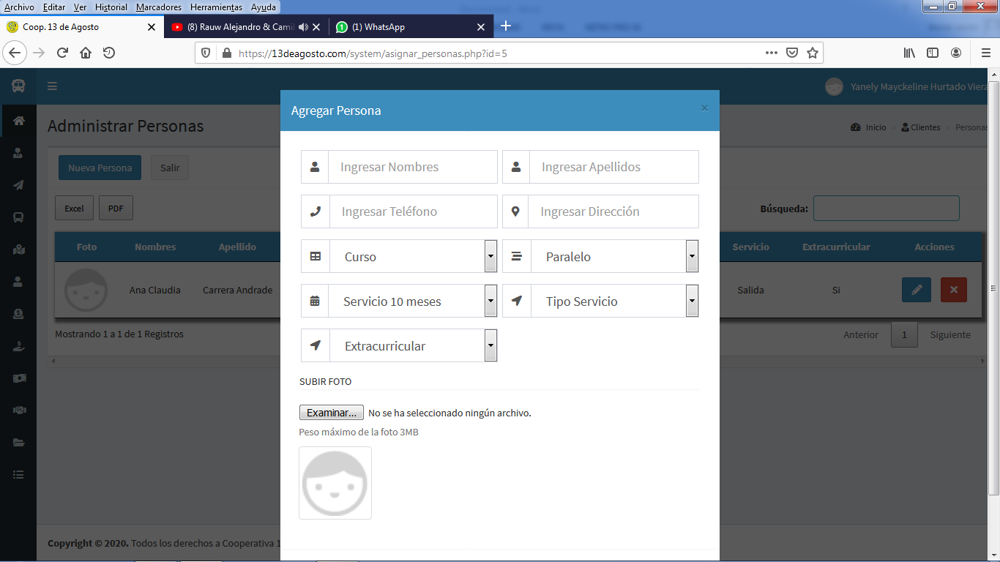 Archivo Editar Ver Historial Marcadores Herramientas Ayuda
Coop. 13 de Agosto
(8) Rauw Alejandro & Camil
(1) WhatsApp
https://13deagosto.com/system/asignar_personas.php?id=5
Yanely Mayckeline Hurtado Viera
Agregar Persona
×
Administrar Personas
Inicio > Clientes > Personas
Nueva Persona
Salir
Excel
PDF
Búsqueda:
Foto Nombres Apellido Servicio Extracurricular Acciones
Ana Claudia Carrera Andrade Salida Si
Mostrando 1 a 1 de 1 Registros
Anterior 1 Siguiente
Ingresar Nombres
Ingresar Apellidos
Ingresar Teléfono
Ingresar Dirección
Curso
Paralelo
Servicio 10 meses
Tipo Servicio
Extracurricular
SUBIR FOTO
Examinar... No se ha seleccionado ningún archivo.
Peso máximo de la foto 3MB
Copyright © 2020. Todos los derechos a Cooperativa 1